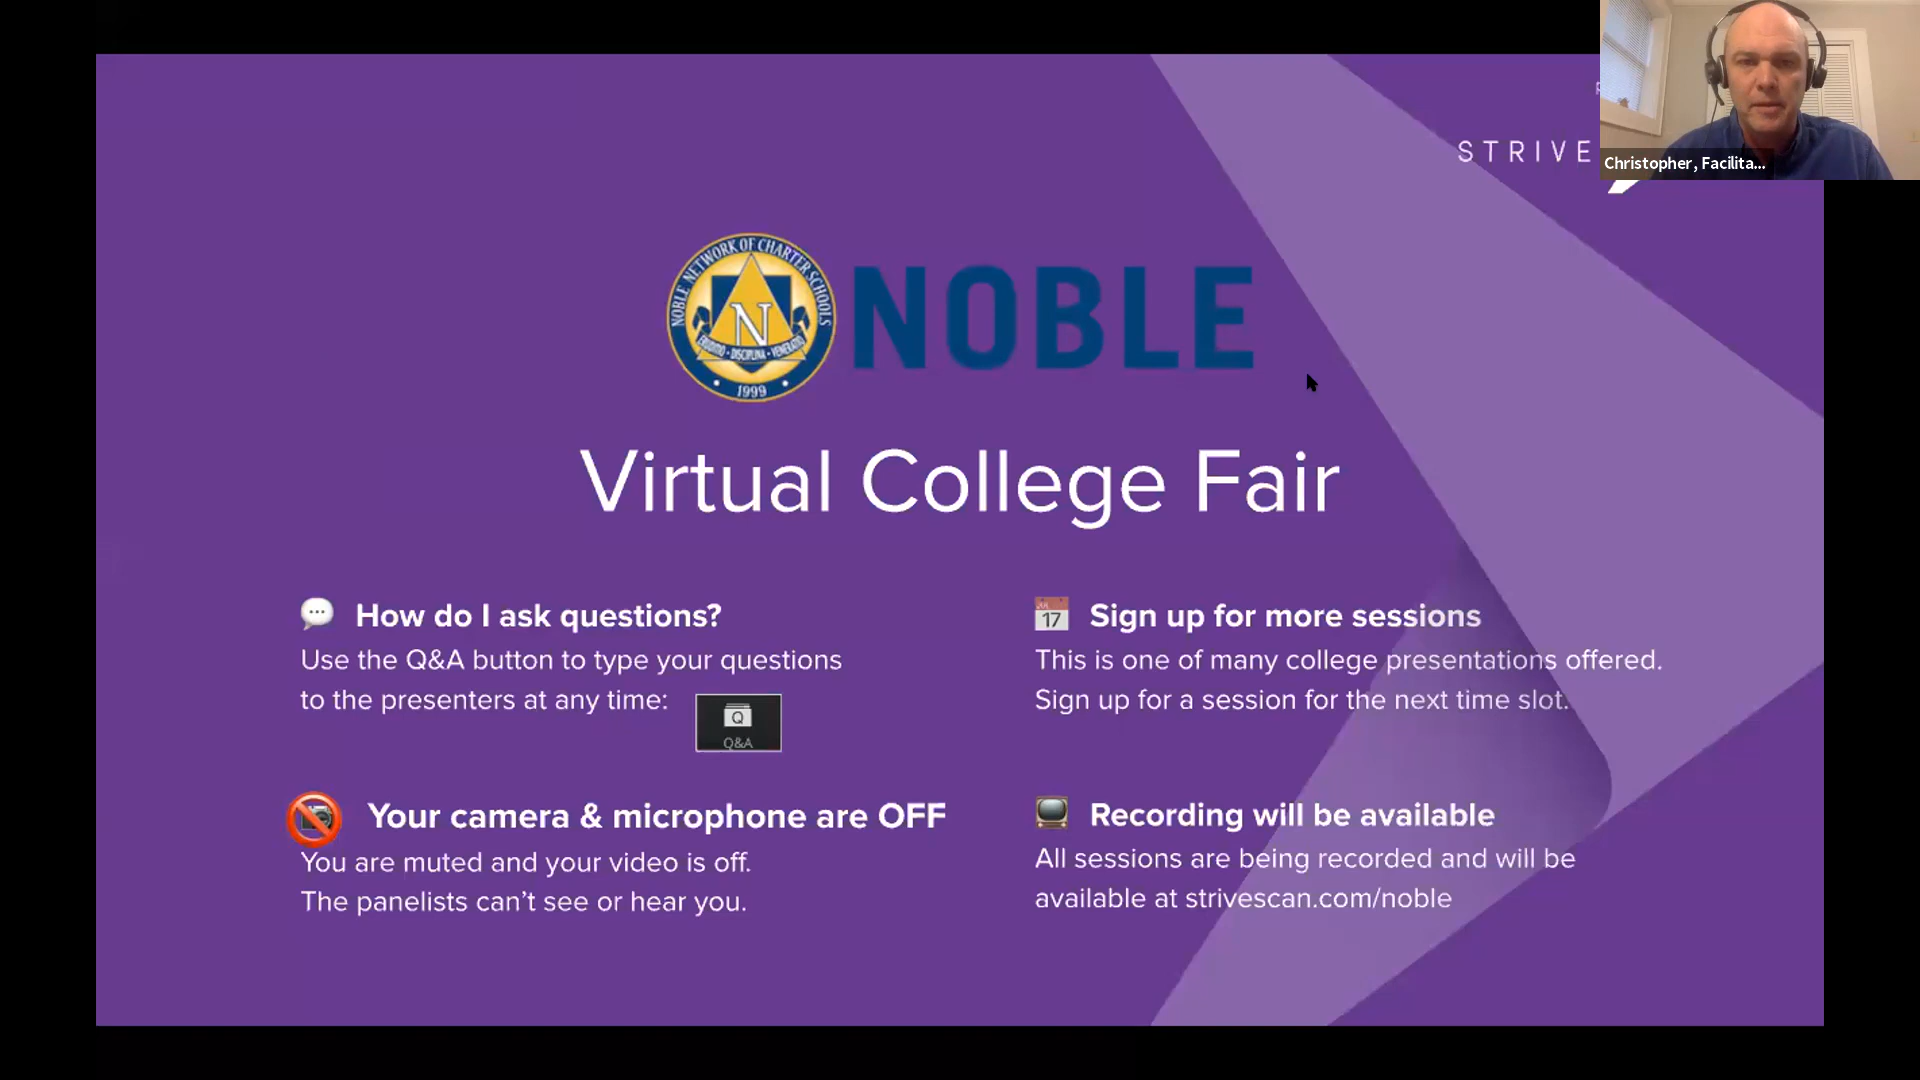 STRIVE
Christopher, Facilita...
NOBLE NETWORK OF CHARTER SCHOOLS
N
ERUDITIO • DISCIPLINA • VENERATIO
• 1999 •
NOBLE
Virtual College Fair
How do I ask questions?
Use the Q&A button to type your questions
to the presenters at any time:
Q
Q&A
Your camera & microphone are OFF
You are muted and your video is off.
The panelists can’t see or hear you.
JUL
17
Sign up for more sessions
This is one of many college presentations offered.
Sign up for a session for the next time slot.
Recording will be available
All sessions are being recorded and will be
available at strivescan.com/noble